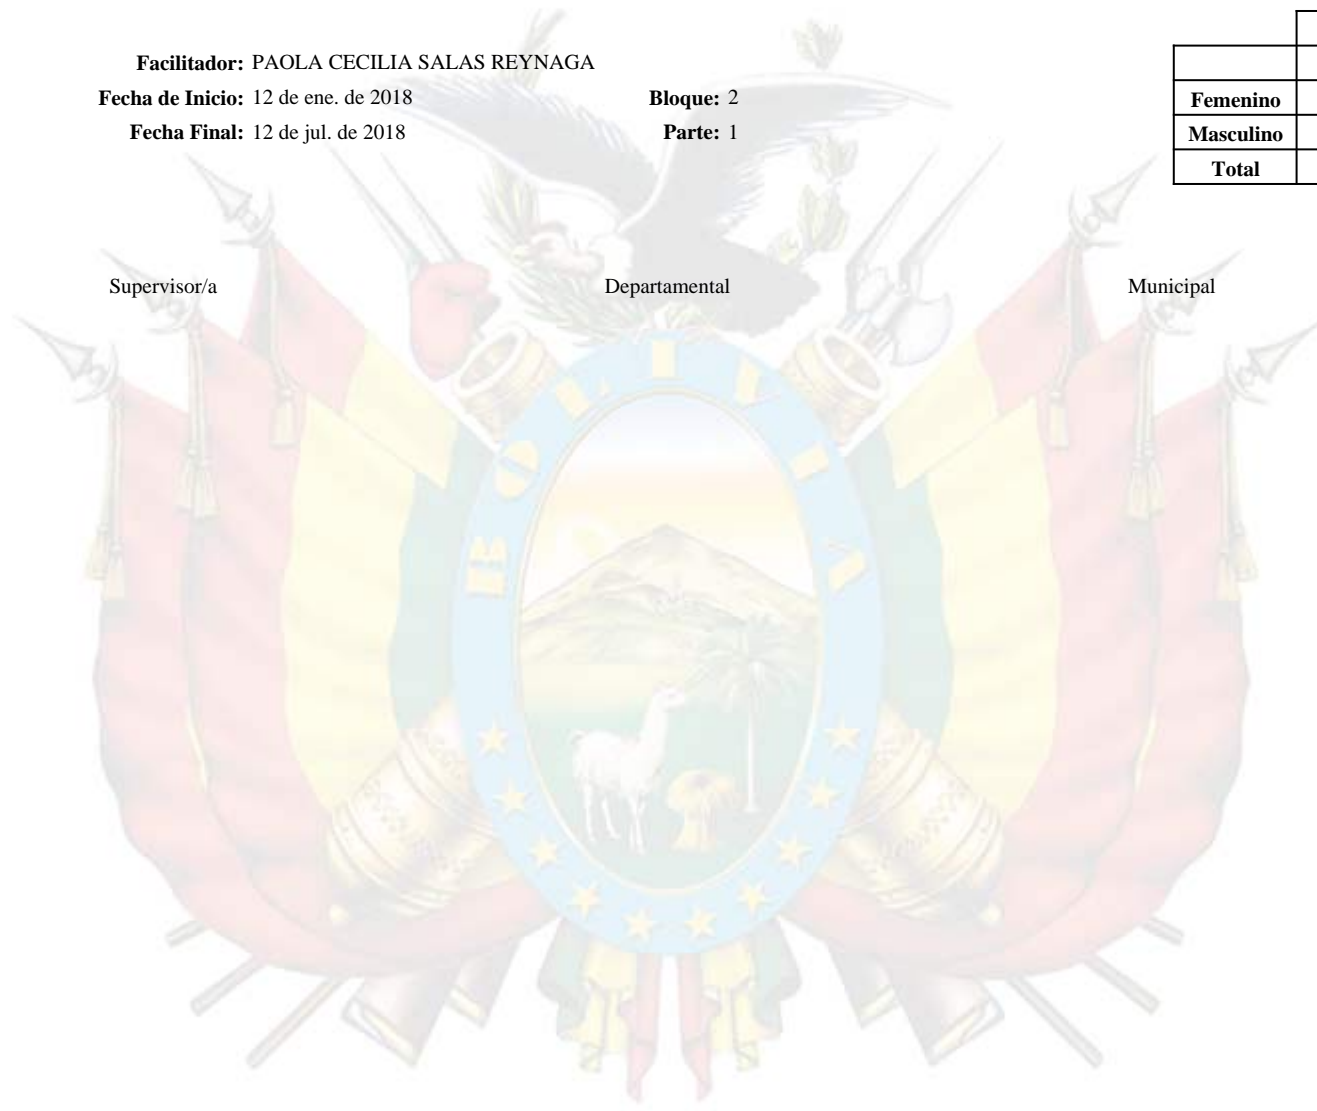 Facilitador: PAOLA CECILIA SALAS REYNAGA
Fecha de Inicio: 12 de ene. de 2018 Bloque: 2
Fecha Final: 12 de jul. de 2018 Parte: 1
Femenino
Masculino
Total
Supervisor/a Departamental Municipal
BOLIVIA